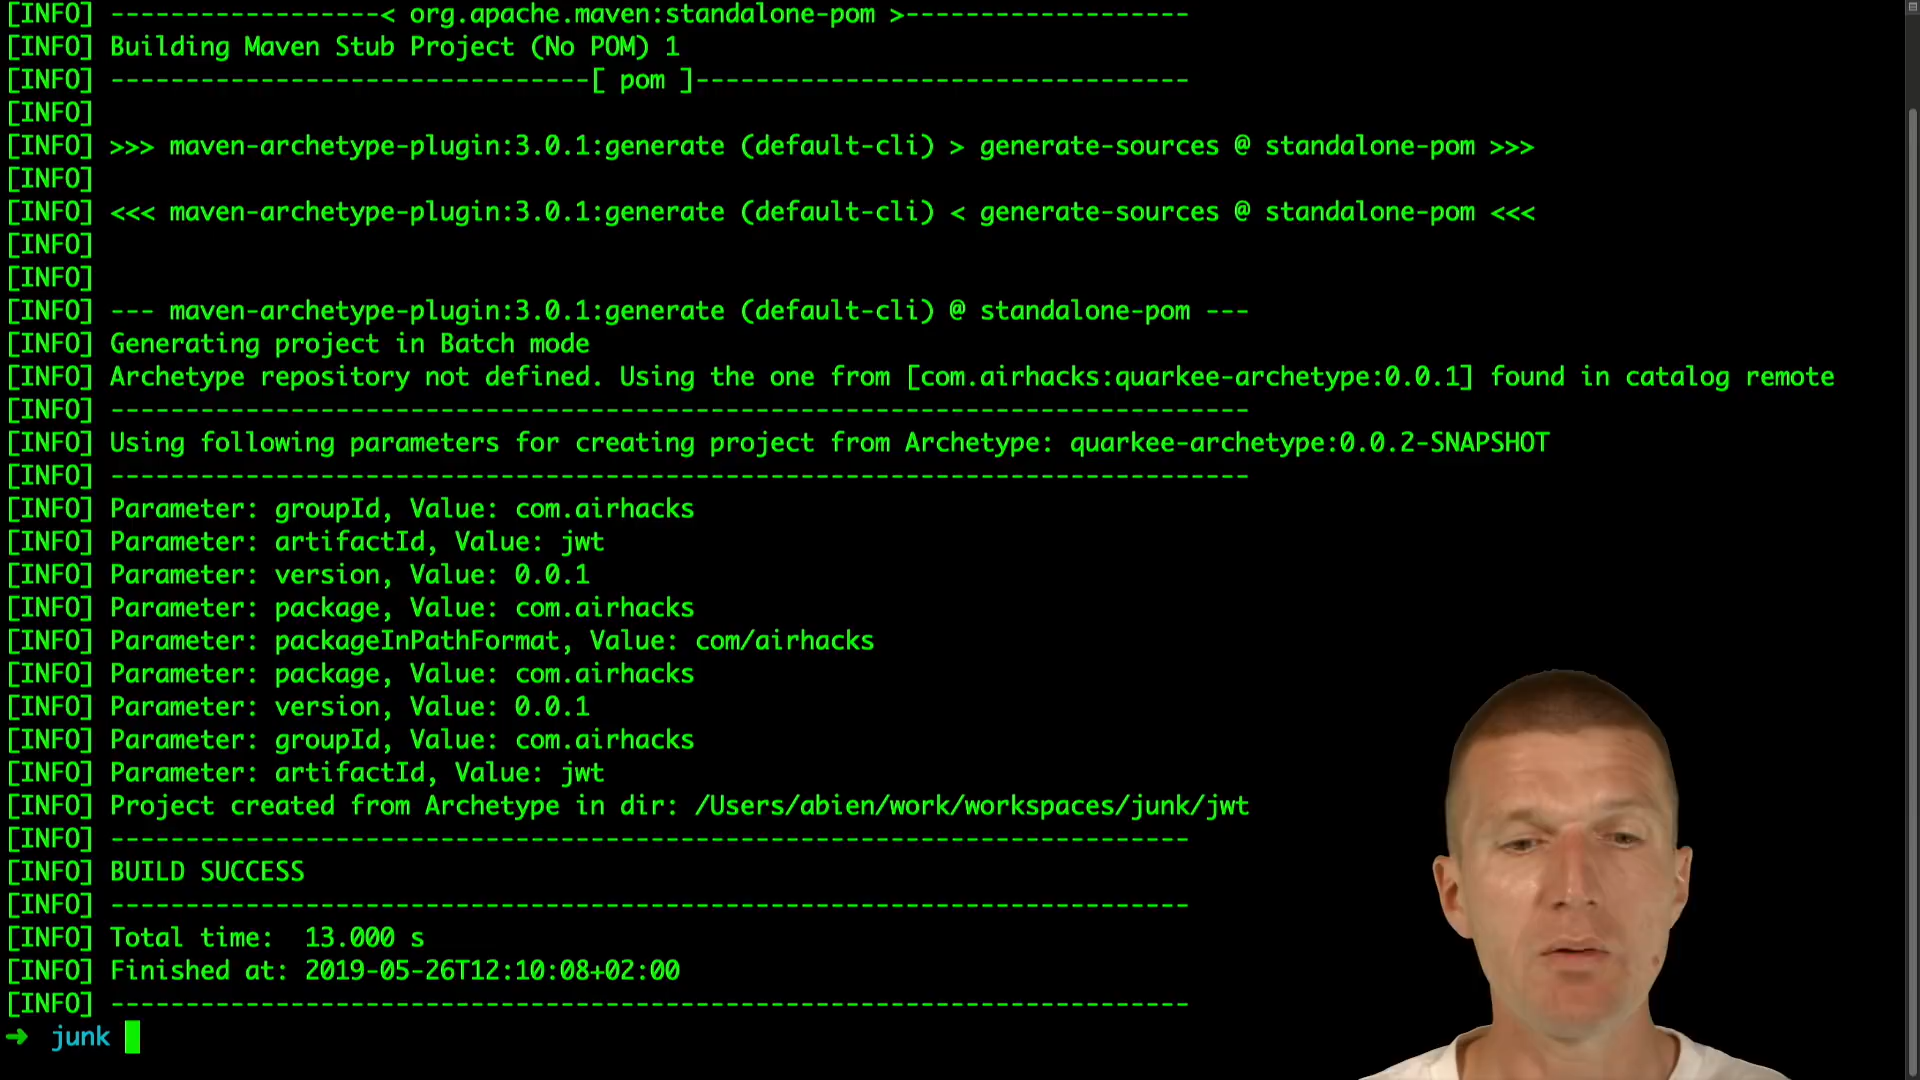 [INFO] ------------------< org.apache.maven:standalone-pom >-------------------
[INFO] Building Maven Stub Project (No POM) 1
[INFO] --------------------------------[ pom ]---------------------------------
[INFO]
[INFO] >>> maven-archetype-plugin:3.0.1:generate (default-cli) > generate-sources @ standalone-pom >>>
[INFO]
[INFO] <<< maven-archetype-plugin:3.0.1:generate (default-cli) < generate-sources @ standalone-pom <<<
[INFO]
[INFO]
[INFO] --- maven-archetype-plugin:3.0.1:generate (default-cli) @ standalone-pom ---
[INFO] Generating project in Batch mode
[INFO] Archetype repository not defined. Using the one from [com.airhacks:quarkee-archetype:0.0.1] found in catalog remote
[INFO] ----------------------------------------------------------------------------
[INFO] Using following parameters for creating project from Archetype: quarkee-archetype:0.0.2-SNAPSHOT
[INFO] ----------------------------------------------------------------------------
[INFO] Parameter: groupId, Value: com.airhacks
[INFO] Parameter: artifactId, Value: jwt
[INFO] Parameter: version, Value: 0.0.1
[INFO] Parameter: package, Value: com.airhacks
[INFO] Parameter: packageInPathFormat, Value: com/airhacks
[INFO] Parameter: package, Value: com.airhacks
[INFO] Parameter: version, Value: 0.0.1
[INFO] Parameter: groupId, Value: com.airhacks
[INFO] Parameter: artifactId, Value: jwt
[INFO] Project created from Archetype in dir: /Users/abien/work/workspaces/junk/jwt
[INFO] ------------------------------------------------------------------------
[INFO] BUILD SUCCESS
[INFO] ------------------------------------------------------------------------
[INFO] Total time:  13.000 s
[INFO] Finished at: 2019-05-26T12:10:08+02:00
[INFO] ------------------------------------------------------------------------
➜  junk